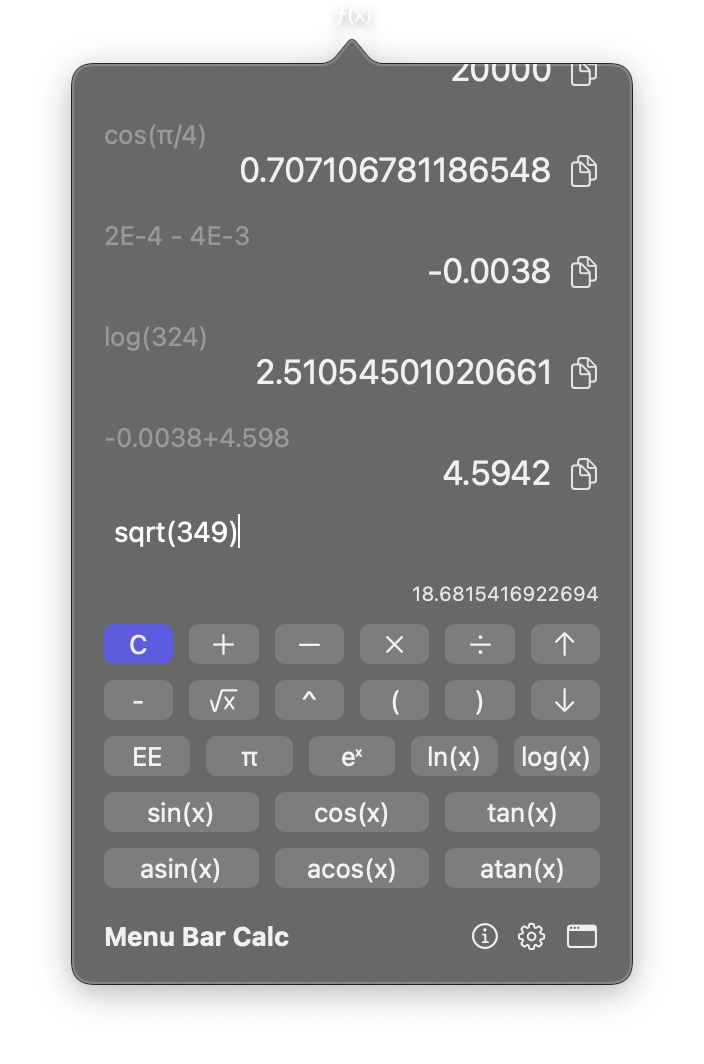 f(x)
20000
cos(π/4)
0.707106781186548
2E-4 - 4E-3
-0.0038
log(324)
2.51054501020661
-0.0038+4.598
4.5942
sqrt(349)
18.6815416922694
C + − × ÷ ↑
- √x ^ ( ) ↓
EE π eˣ ln(x) log(x)
sin(x) cos(x) tan(x)
asin(x) acos(x) atan(x)
Menu Bar Calc